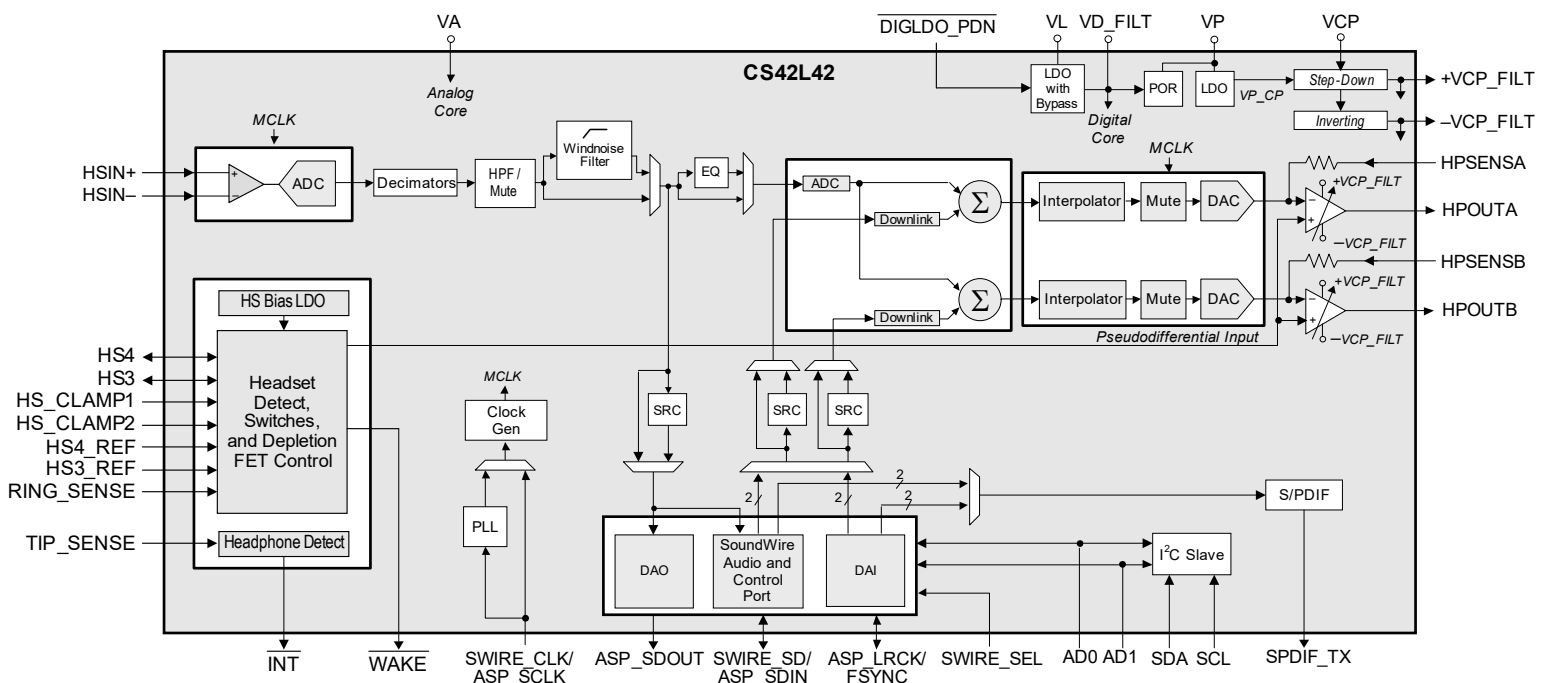 VA
DIGLDO_PDN
VL
VD_FILT
VP
VCP
CS42L42
Analog
Core
LDO
with
Bypass
POR
LDO
VP_CP
Step-Down
+VCP_FILT
Digital
Core
Inverting
–VCP_FILT
MCLK
HSIN+
HSIN–
+
–
ADC
Decimators
HPF /
Mute
Windnoise
Filter
EQ
ADC
Downlink
Σ
Downlink
Σ
MCLK
Interpolator
Mute
DAC
Interpolator
Mute
DAC
Pseudodifferential Input
HPSENSA
+VCP_FILT
–
+
HPOUTA
–VCP_FILT
HPSENSB
+VCP_FILT
–
+
HPOUTB
–VCP_FILT
HS Bias LDO
HS4
HS3
HS_CLAMP1
HS_CLAMP2
HS4_REF
HS3_REF
RING_SENSE
Headset
Detect,
Switches,
and Depletion
FET Control
TIP_SENSE
Headphone Detect
MCLK
Clock
Gen
PLL
SRC
SRC
SRC
2
2
2
2
S/PDIF
DAO
SoundWire
Audio and
Control
Port
DAI
I2C Slave
INT
WAKE
SWIRE_CLK/
ASP_SCLK
ASP_SDOUT
SWIRE_SD/
ASP_SDIN
ASP_LRCK/
FSYNC
SWIRE_SEL
AD0
AD1
SDA
SCL
SPDIF_TX